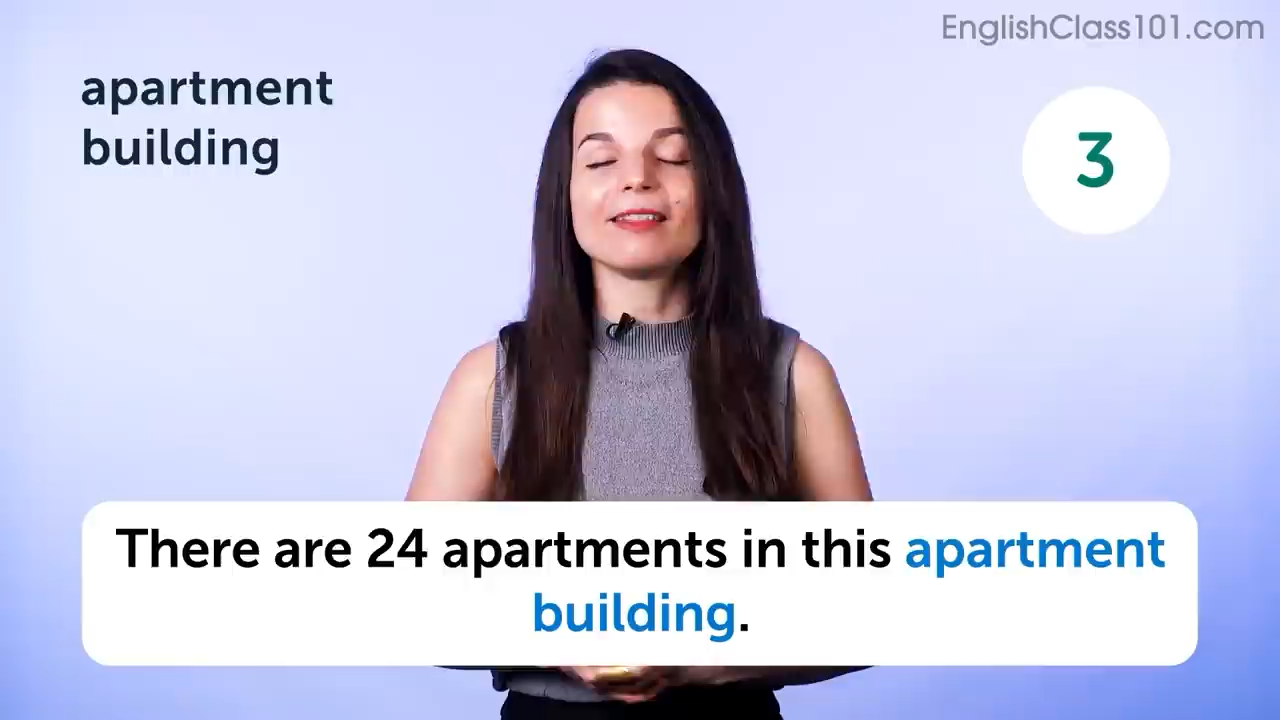 EnglishClass101.com
apartment
building
3
There are 24 apartments in this apartment
building.